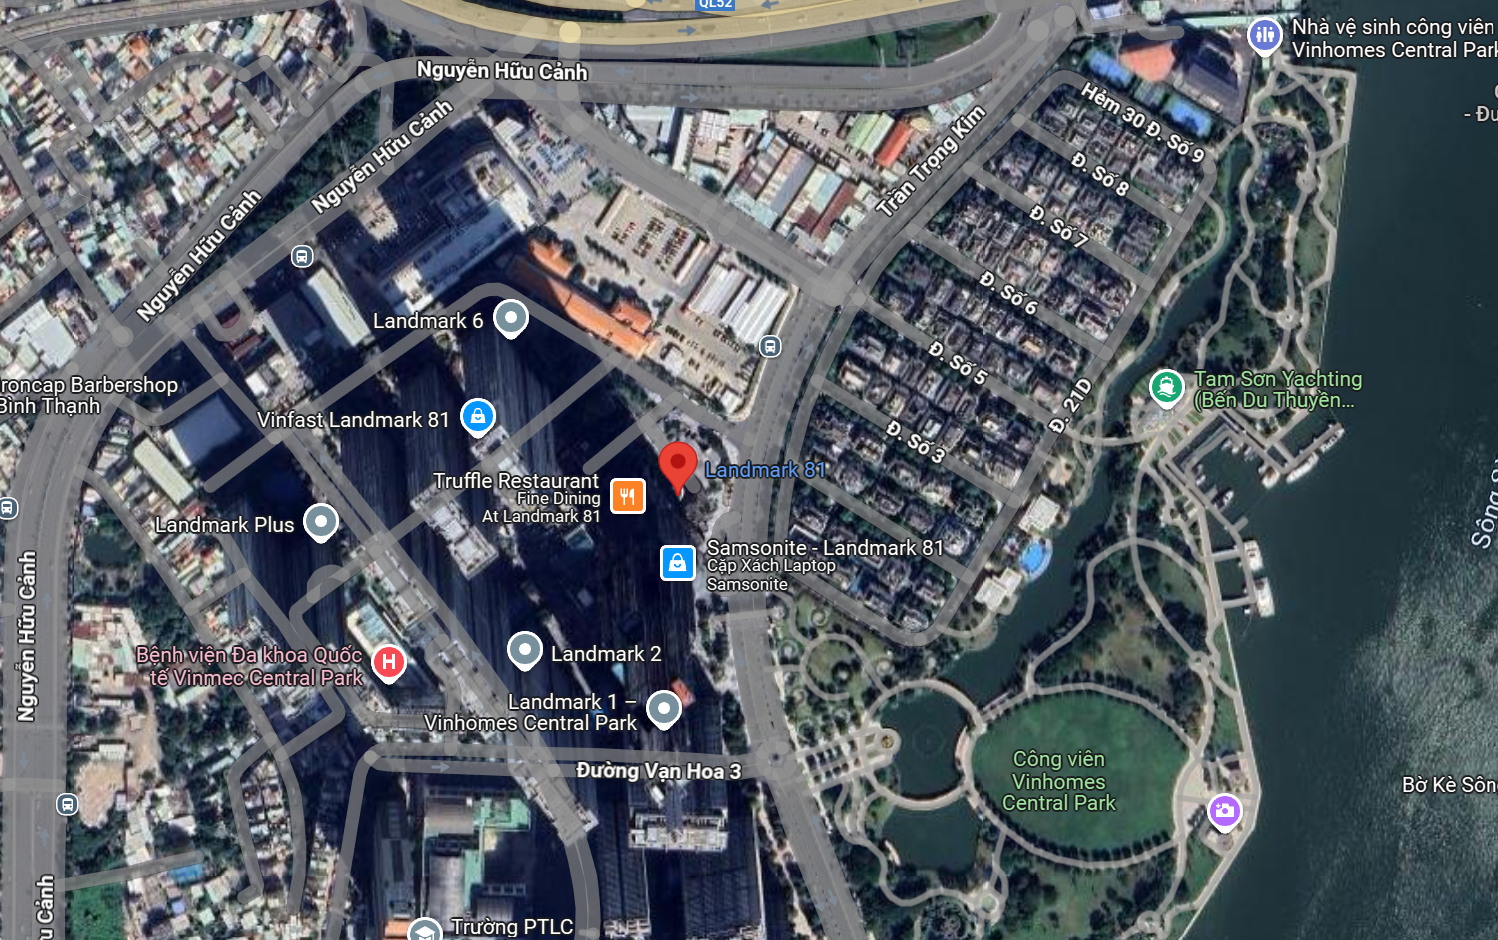 QL52
Nhà vệ sinh công viên
Vinhomes Central Park
Nguyễn Hữu Cảnh
Hẻm 30 Đ. Số 9
- Đư
Nguyễn Hữu Cảnh
Trần Trọng Kim
Đ. Số 8
Nguyễn Hữu Cảnh
Đ. Số 7
Đ. Số 6
Landmark 6
Đ. Số 5
roncap Barbershop
Bình Thạnh
Tam Sơn Yachting
(Bến Du Thuyền...
Đ. 21D
Vinfast Landmark 81
Đ. Số 3
Landmark 81
Truffle Restaurant
Fine Dining
At Landmark 81
Landmark Plus
Sông S
Samsonite - Landmark 81
Cặp Xách Laptop
Samsonite
Nguyễn Hữu Cảnh
Bệnh viện Đa khoa Quốc
tế Vinmec Central Park
Landmark 2
Landmark 1 –
Vinhomes Central Park
Đường Vạn Hoa 3
Công viên
Vinhomes
Central Park
Bờ Kè Sôn
u Cảnh
Trường PTLC